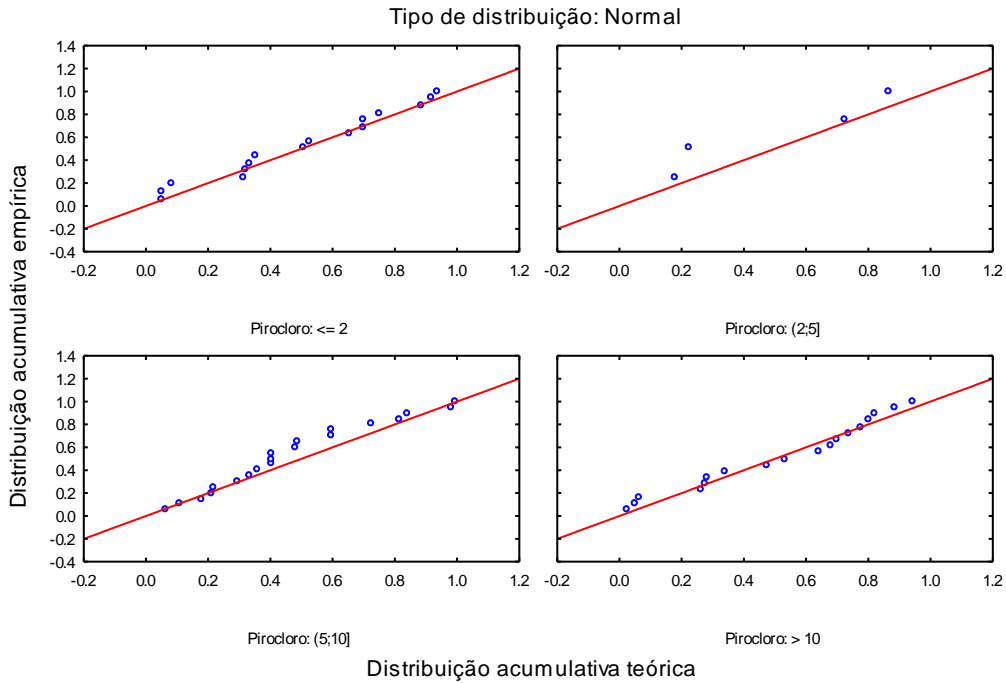 Tipo de distribuição: Normal
Distribuição acumulativa empírica
1.4
1.2
1.0
0.8
0.6
0.4
0.2
0.0
-0.2
-0.4
-0.2 0.0 0.2 0.4 0.6 0.8 1.0 1.2
-0.2 0.0 0.2 0.4 0.6 0.8 1.0 1.2
Pirocloro: <= 2
Pirocloro: (2;5]
1.4
1.2
1.0
0.8
0.6
0.4
0.2
0.0
-0.2
-0.4
-0.2 0.0 0.2 0.4 0.6 0.8 1.0 1.2
-0.2 0.0 0.2 0.4 0.6 0.8 1.0 1.2
Pirocloro: (5;10]
Pirocloro: > 10
Distribuição acumulativa teórica